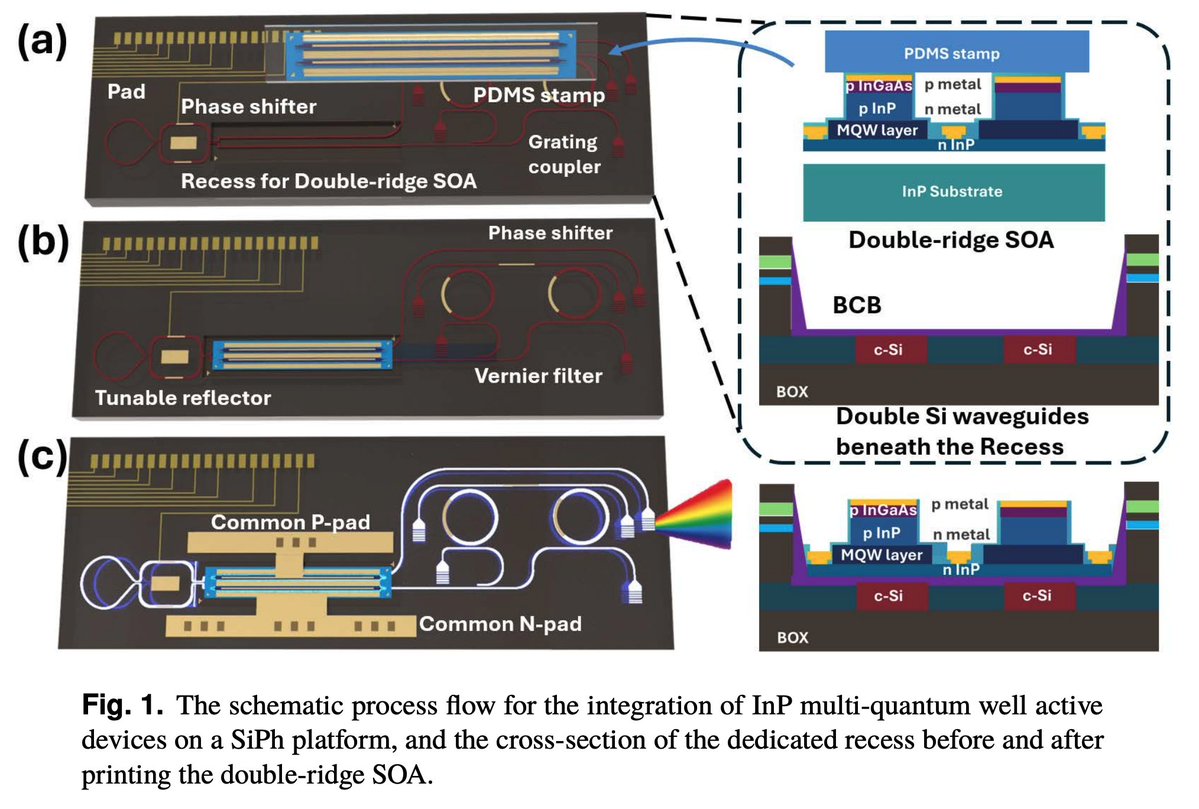 (a)
Pad
Phase shifter
PDMS stamp
Grating
coupler
Recess for Double-ridge SOA
PDMS stamp
p InGaAs
p metal
p InP
n metal
MQW layer
n InP
InP Substrate
Double-ridge SOA
BCB
c-Si
c-Si
BOX
Double Si waveguides
beneath the Recess
(b)
Phase shifter
Vernier filter
Tunable reflector
(c)
Common P-pad
Common N-pad
p InGaAs
p metal
p InP
n metal
MQW layer
n InP
c-Si
c-Si
BOX
Fig. 1. The schematic process flow for the integration of InP multi-quantum well active
devices on a SiPh platform, and the cross-section of the dedicated recess before and after
printing the double-ridge SOA.